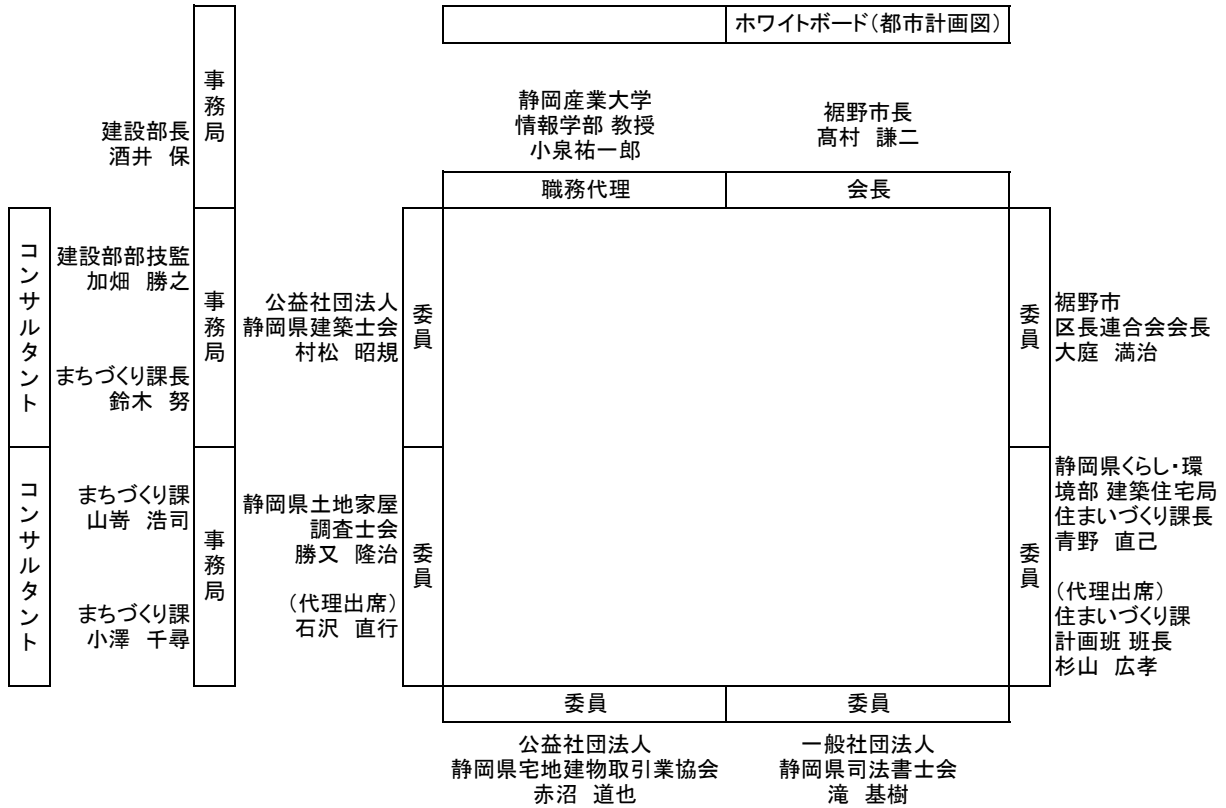 ホワイトボード（都市計画図）
静岡産業大学
情報学部 教授
小泉祐一郎
裾野市長
髙村 謙二
職務代理
会長
事務局
建設部長
酒井 保
コンサルタント
建設部部技監
加畑 勝之
まちづくり課長
鈴木 努
事務局
公益社団法人
静岡県建築士会
村松 昭規
委員
委員
裾野市
区長連合会会長
大庭 満治
コンサルタント
まちづくり課
山嵜 浩司
まちづくり課
小澤 千尋
事務局
静岡県土地家屋
調査士会
勝又 隆治
（代理出席）
石沢 直行
委員
委員
静岡県くらし・環
境部 建築住宅局
住まいづくり課長
青野 直己
（代理出席）
住まいづくり課
計画班 班長
杉山 広孝
委員
委員
公益社団法人
静岡県宅地建物取引業協会
赤沼 道也
一般社団法人
静岡県司法書士会
滝 基樹